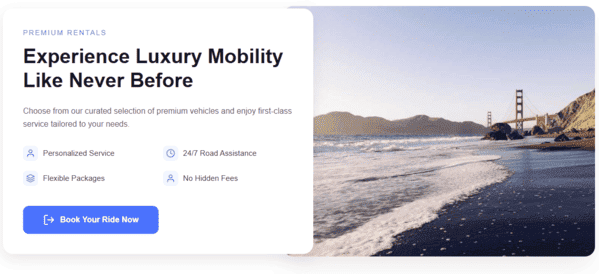 PREMIUM RENTALS
Experience Luxury Mobility
Like Never Before
Choose from our curated selection of premium vehicles and enjoy first-class
service tailored to your needs.
Personalized Service
24/7 Road Assistance
Flexible Packages
No Hidden Fees
Book Your Ride Now